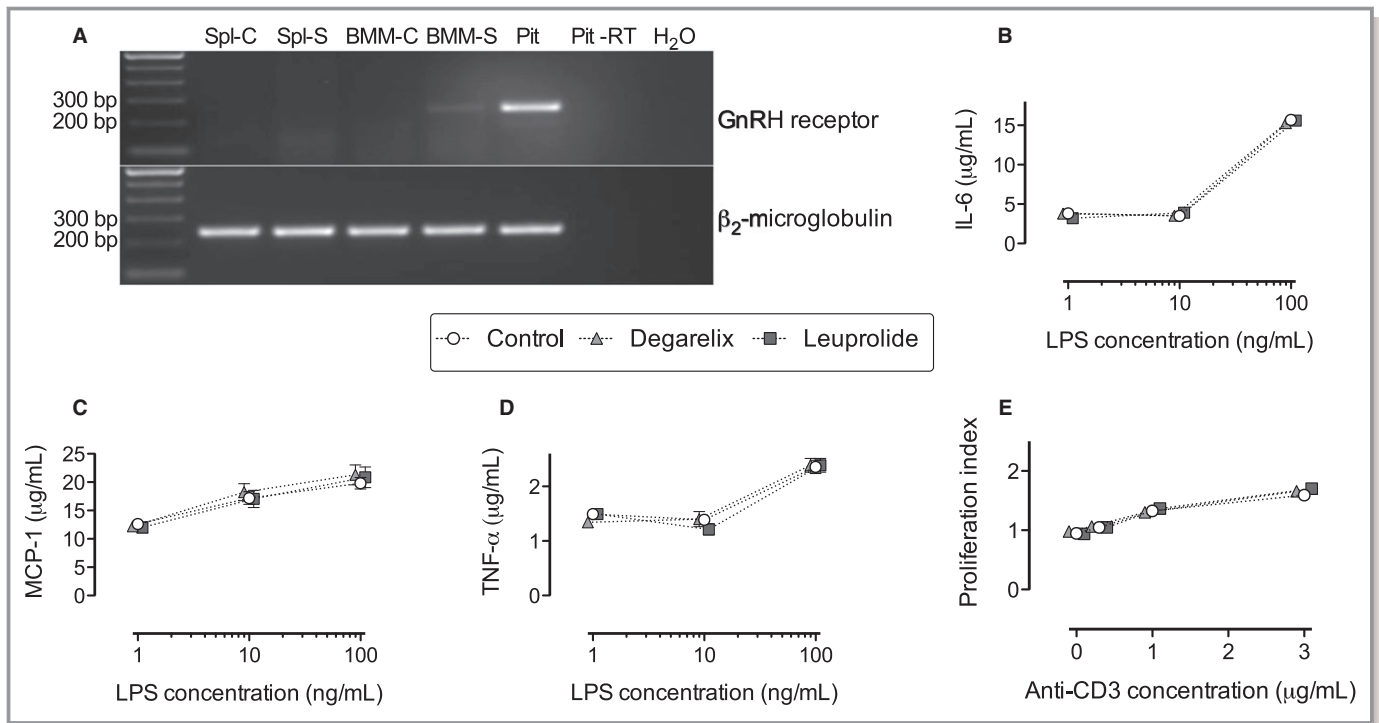 A
Spl-C Spl-S BMM-C BMM-S Pit Pit -RT H₂O
300 bp
200 bp
GnRH receptor
300 bp
200 bp
β₂-microglobulin
B
IL-6 (μg/mL)
15
10
5
0
1 10 100
LPS concentration (ng/mL)
Control Degarelix Leuprolide
C
MCP-1 (μg/mL)
25
20
15
10
5
0
1 10 100
LPS concentration (ng/mL)
D
TNF-α (μg/mL)
2
1
0
1 10 100
LPS concentration (ng/mL)
E
Proliferation index
2
1
0
0 1 2 3
Anti-CD3 concentration (μg/mL)